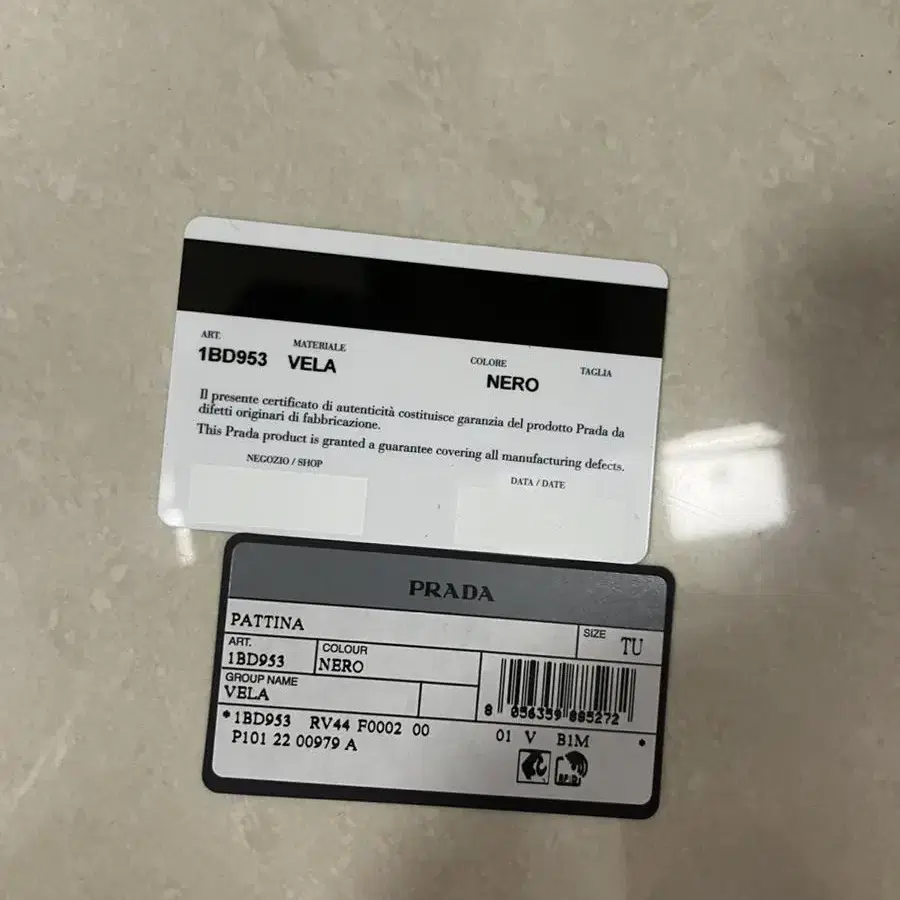 ART. MATERIALE COLORE TAGLIA
1BD953 VELA NERO
Il presente certificato di autenticità costituisce garanzia del prodotto Prada da
difetti originari di fabbricazione.
This Prada product is granted a guarantee covering all manufacturing defects.
NEGOZIO / SHOP DATA / DATE
PRADA
PATTINA SIZE TU
ART. COLOUR
1BD953 NERO
GROUP NAME
VELA
8 056359 885272
*1BD953 RV44 F0002 00 01 V B1M *
P101 22 00979 A